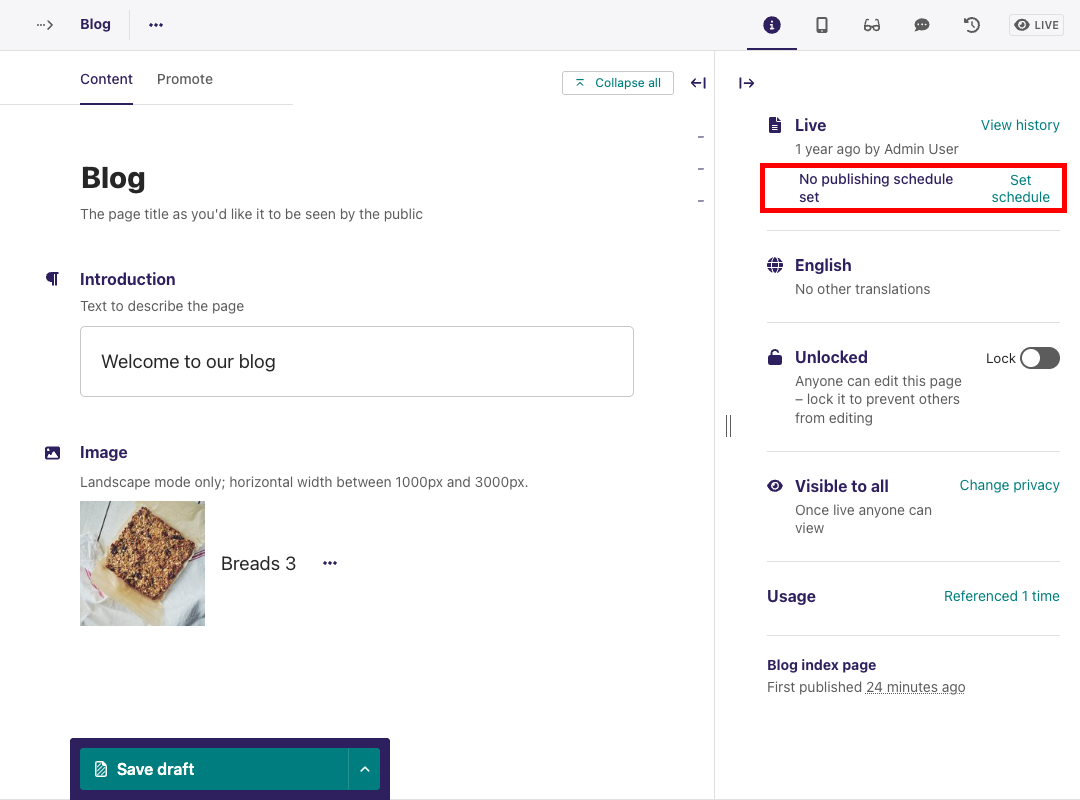 Blog
LIVE
Content
Promote
Collapse all
Blog
The page title as you'd like it to be seen by the public
Introduction
Text to describe the page
Welcome to our blog
Image
Landscape mode only; horizontal width between 1000px and 3000px.
Breads 3
Save draft
Live
View history
1 year ago by Admin User
No publishing schedule
set
Set
schedule
English
No other translations
Unlocked
Lock
Anyone can edit this page
– lock it to prevent others
from editing
Visible to all
Change privacy
Once live anyone can
view
Usage
Referenced 1 time
Blog index page
First published 24 minutes ago